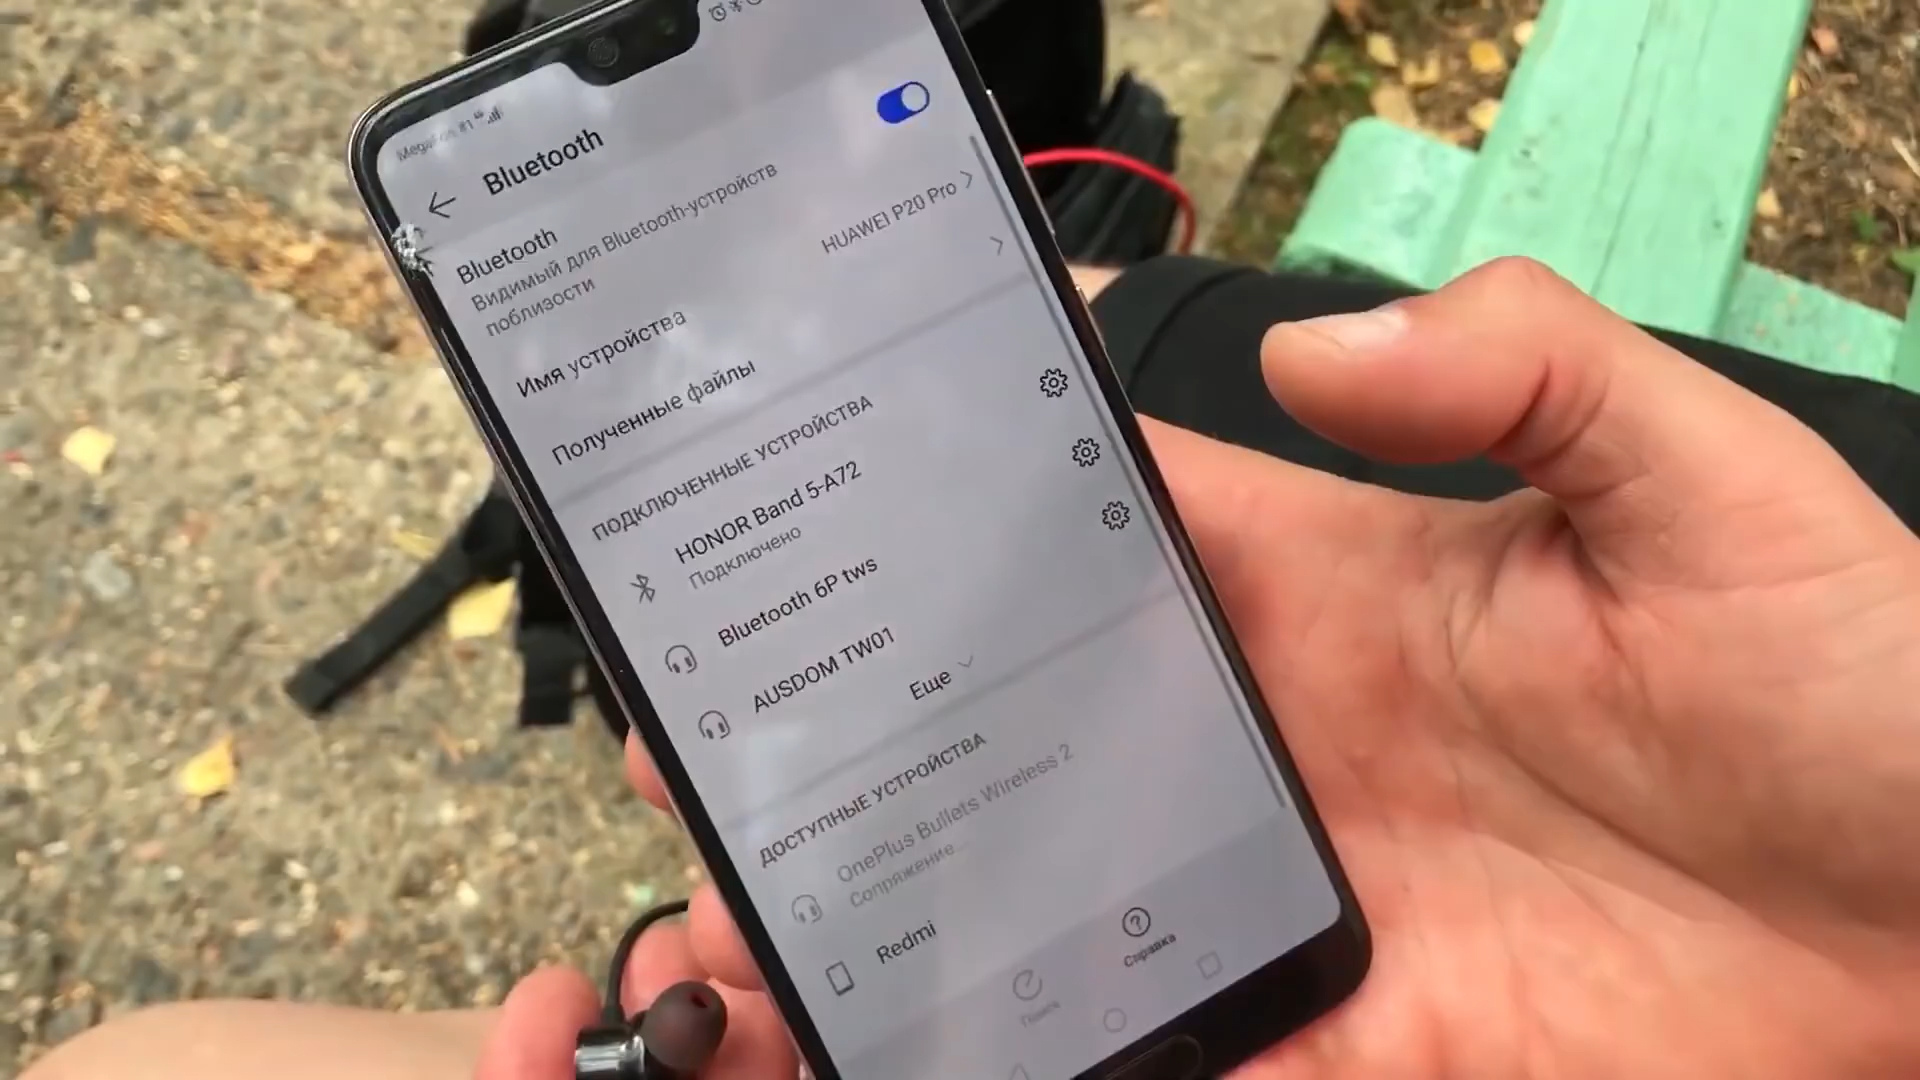 Bluetooth
Bluetooth
Видимый для Bluetooth-устройств
поблизости
Имя устройства HUAWEI P20 Pro
Полученные файлы
ПОДКЛЮЧЕННЫЕ УСТРОЙСТВА
HONOR Band 5-A72
Подключено
Bluetooth 6P tws
AUSDOM TW01
Еще
ДОСТУПНЫЕ УСТРОЙСТВА
OnePlus Bullets Wireless 2
Сопряжение...
Redmi
Поиск
Справка